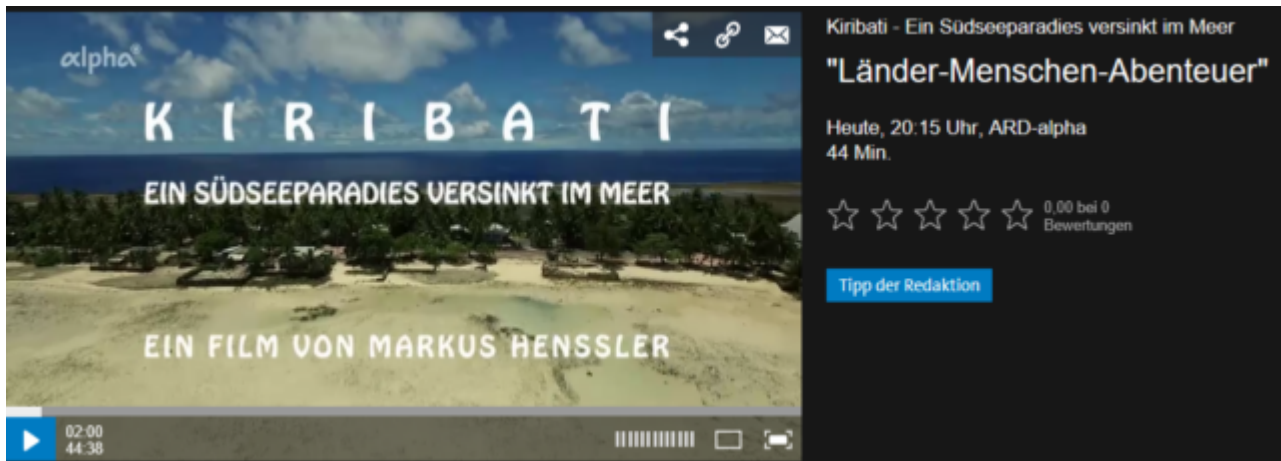 αlpha®
K I R I B A T I
EIN SÜDSEEPARADIES VERSINKT IM MEER
EIN FILM VON MARKUS HENSSLER
02:00
44:38
Kiribati - Ein Südseeparadies versinkt im Meer
"Länder-Menschen-Abenteuer"
Heute, 20:15 Uhr, ARD-alpha
44 Min.
0,00 bei 0
Bewertungen
Tipp der Redaktion